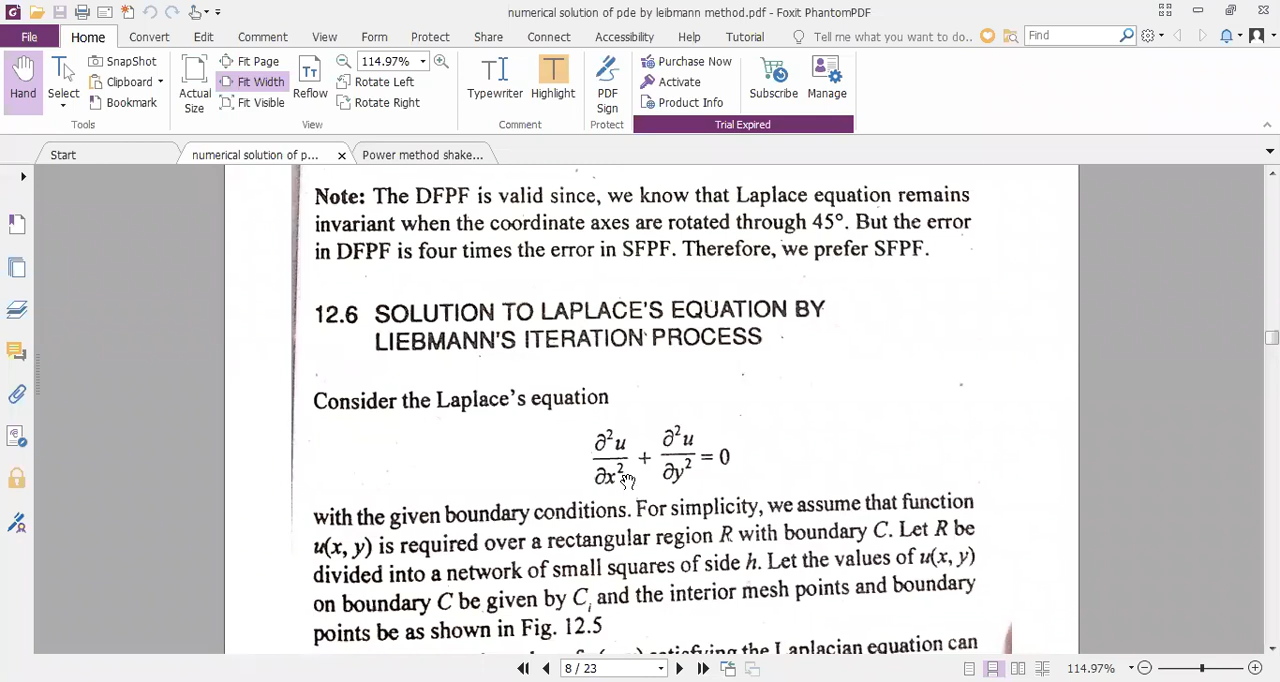 numerical solution of pde by leibmann method.pdf - Foxit PhantomPDF
File Home Convert Edit Comment View Form Protect Share Connect Accessibility Help Tutorial Tell me what you want to do.. Find
Hand
Select
SnapShot
Clipboard
Bookmark
Tools
Actual Size
Fit Page
Fit Width
Fit Visible
Reflow
114.97%
Rotate Left
Rotate Right
View
Typewriter
Highlight
Comment
PDF Sign
Protect
Purchase Now
Activate
Product Info
Subscribe
Manage
Trial Expired
Start numerical solution of p... Power method shake...
Note: The DFPF is valid since, we know that Laplace equation remains
invariant when the coordinate axes are rotated through 45°. But the error
in DFPF is four times the error in SFPF. Therefore, we prefer SFPF.
12.6 SOLUTION TO LAPLACE'S EQUATION BY
LIEBMANN'S ITERATION PROCESS
Consider the Laplace's equation
∂²u/∂x² + ∂²u/∂y² = 0
with the given boundary conditions. For simplicity, we assume that function
u(x, y) is required over a rectangular region R with boundary C. Let R be
divided into a network of small squares of side h. Let the values of u(x, y)
on boundary C be given by Cᵢ and the interior mesh points and boundary
points be as shown in Fig. 12.5
satisfying the Laplacian equation can
8 / 23
114.97%